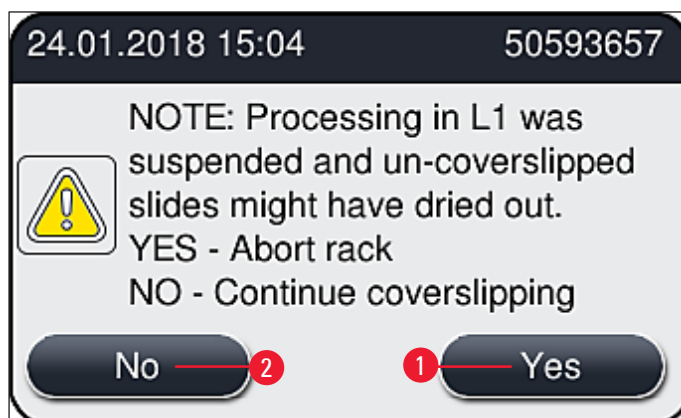 24.01.2018 15:04 50593657
NOTE: Processing in L1 was
suspended and un-coverslipped
slides might have dried out.
YES - Abort rack
NO - Continue coverslipping
No 2 1 Yes